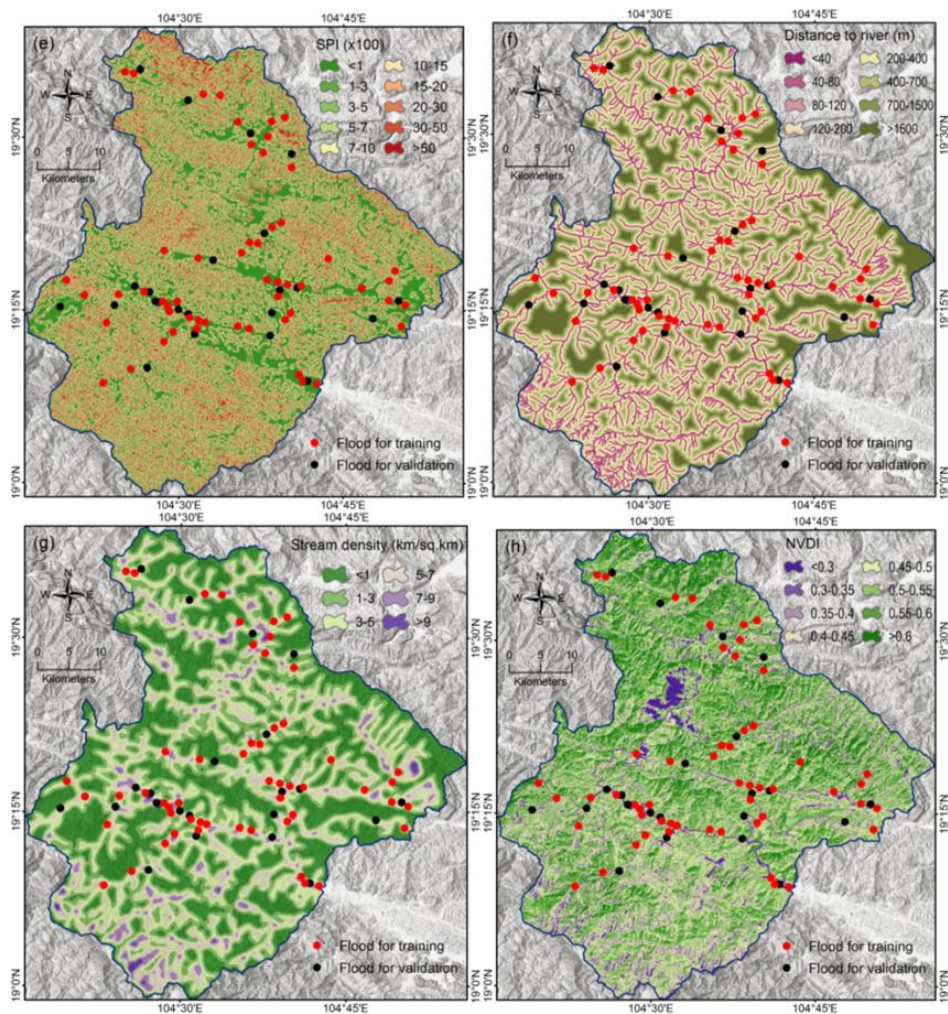 104°30'E 104°45'E
(e)
SPI (x100)
<1 10-15
1-3 15-20
3-5 20-30
5-7 30-50
7-10 >50
N
W E
S
0 10
Kilometers
19°30'N
19°15'N
19°0'N
Flood for training
Flood for validation
104°30'E 104°45'E
104°30'E 104°45'E
(f)
Distance to river (m)
<40 200-400
40-80 400-700
80-120 700-1500
120-200 >1500
N
W E
S
0 10
Kilometers
19°30'N
19°15'N
19°0'N
Flood for training
Flood for validation
104°30'E 104°45'E
(g)
Stream density (km/sq.km)
<1 5-7
1-3 7-9
3-5 >9
N
W E
S
0 10
Kilometers
19°30'N
19°15'N
19°0'N
Flood for training
Flood for validation
104°30'E 104°45'E
(h)
NVDI
<0.3 0.45-0.5
0.3-0.35 0.5-0.55
0.35-0.4 0.55-0.6
0.4-0.45 >0.6
N
W E
S
0 10
Kilometers
19°30'N
19°15'N
19°0'N
Flood for training
Flood for validation
104°30'E 104°45'E